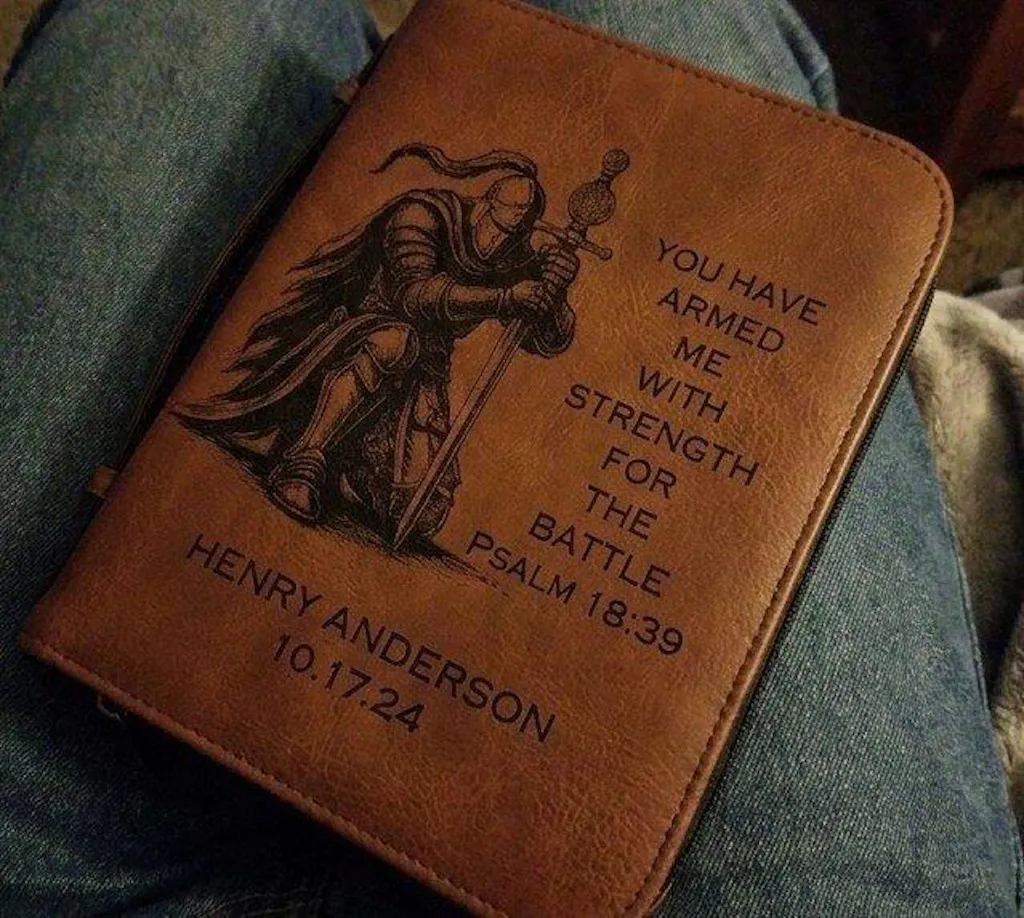 YOU HAVE
ARMED
ME
WITH
STRENGTH
FOR
THE
BATTLE
PSALM 18:39
HENRY ANDERSON
10.17.24